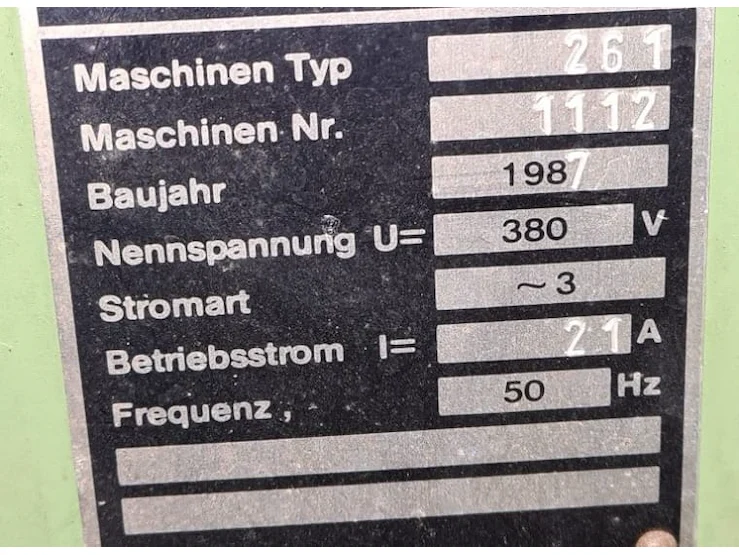 Maschinen Typ 261
Maschinen Nr. 1112
Baujahr 1987
Nennspannung U= 380 V
Stromart ~3
Betriebsstrom I= 21 A
Frequenz, 50 Hz